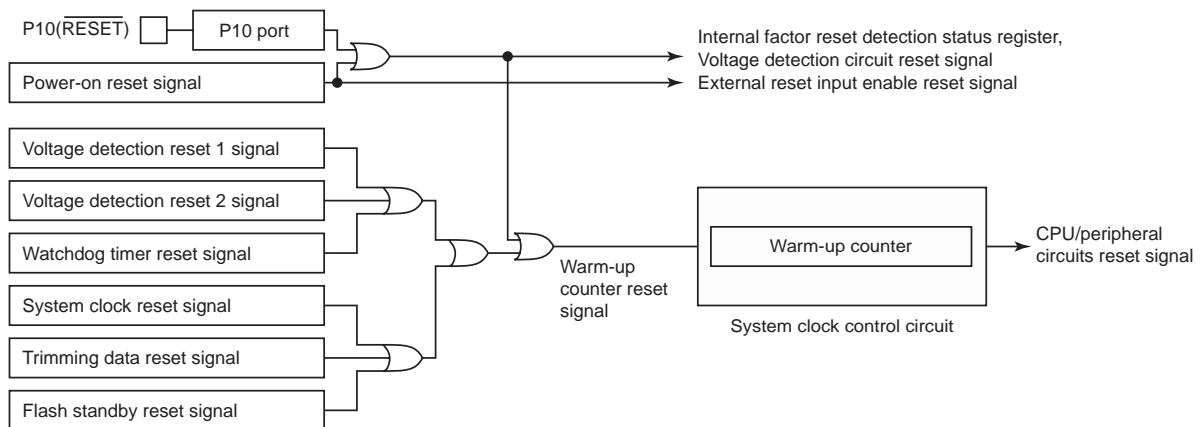 P10(RESET)
P10 port
Internal factor reset detection status register,
Voltage detection circuit reset signal
Power-on reset signal
External reset input enable reset signal
Voltage detection reset 1 signal
Voltage detection reset 2 signal
Watchdog timer reset signal
System clock reset signal
Trimming data reset signal
Flash standby reset signal
Warm-up
counter reset
signal
Warm-up counter
System clock control circuit
CPU/peripheral
circuits reset signal